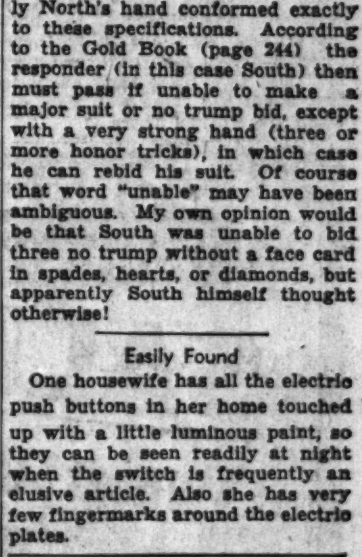 ly North's hand conformed exactly
to these specifications. According
to the Gold Book (page 244) the
responder (in this case South) then
must pass if unable to make a
major suit or no trump bid, except
with a very strong hand (three or
more honor tricks), in which case
he can rebid his suit. Of course
that word "unable" may have been
ambiguous. My own opinion would
be that South was unable to bid
three no trump without a face card
in spades, hearts, or diamonds, but
apparently South himself thought
otherwise!
Easily Found
One housewife has all the electric
push buttons in her home touched
up with a little luminous paint, so
they can be seen readily at night
when the switch is frequently an
elusive article. Also she has very
few fingermarks around the electric
plates.